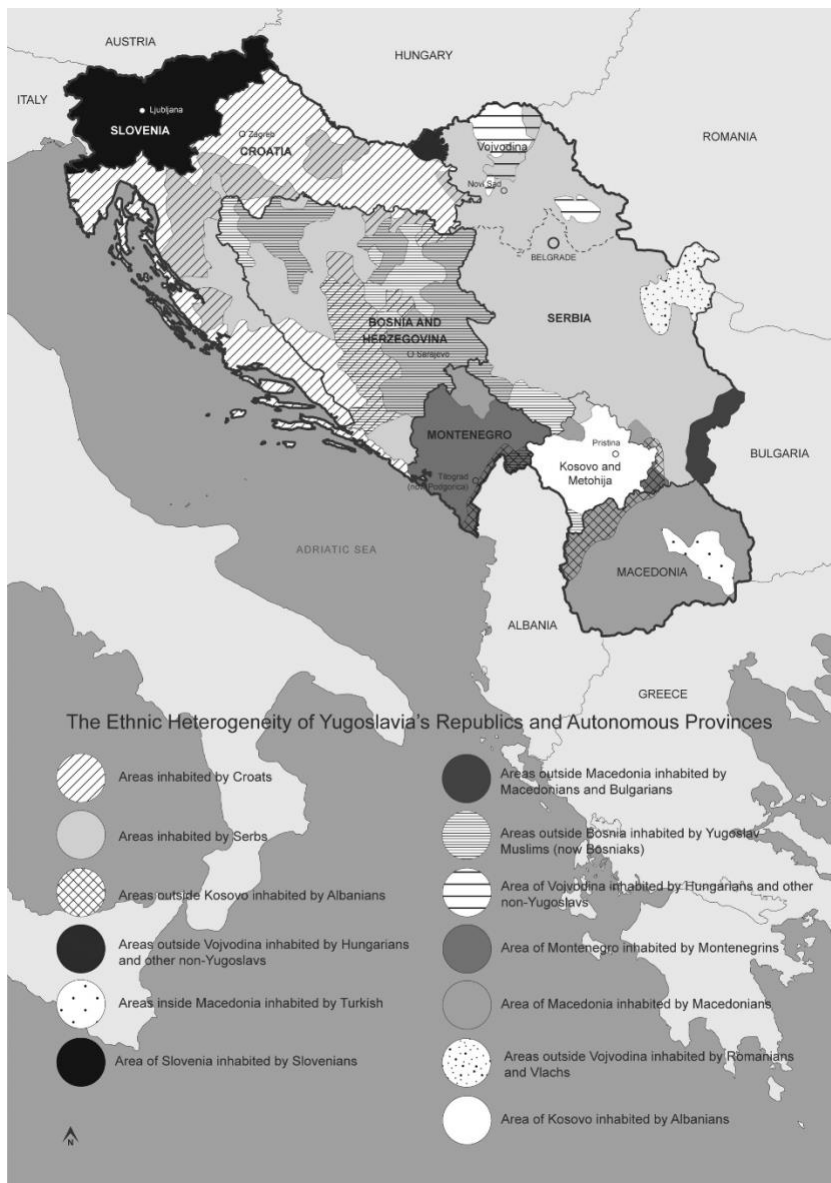 AUSTRIA
HUNGARY
ITALY
Ljubljana
SLOVENIA
Zagreb
CROATIA
Vojvodina
ROMANIA
Novi Sad
BELGRADE
BOSNIA AND
HERZEGOVINA
Sarajevo
SERBIA
MONTENEGRO
Pristina
Kosovo and
Metohija
BULGARIA
Titograd
(now Podgorica)
ADRIATIC SEA
MACEDONIA
ALBANIA
GREECE
The Ethnic Heterogeneity of Yugoslavia's Republics and Autonomous Provinces
Areas inhabited by Croats
Areas inhabited by Serbs
Areas outside Kosovo inhabited by Albanians
Areas outside Vojvodina inhabited by Hungarians
and other non-Yugoslavs
Areas inside Macedonia inhabited by Turkish
Area of Slovenia inhabited by Slovenians
Areas outside Macedonia inhabited by
Macedonians and Bulgarians
Areas outside Bosnia inhabited by Yugoslav
Muslims (now Bosniaks)
Area of Vojvodina inhabited by Hungarians and other
non-Yugoslavs
Area of Montenegro inhabited by Montenegrins
Area of Macedonia inhabited by Macedonians
Areas outside Vojvodina inhabited by Romanians
and Vlachs
Area of Kosovo inhabited by Albanians
N